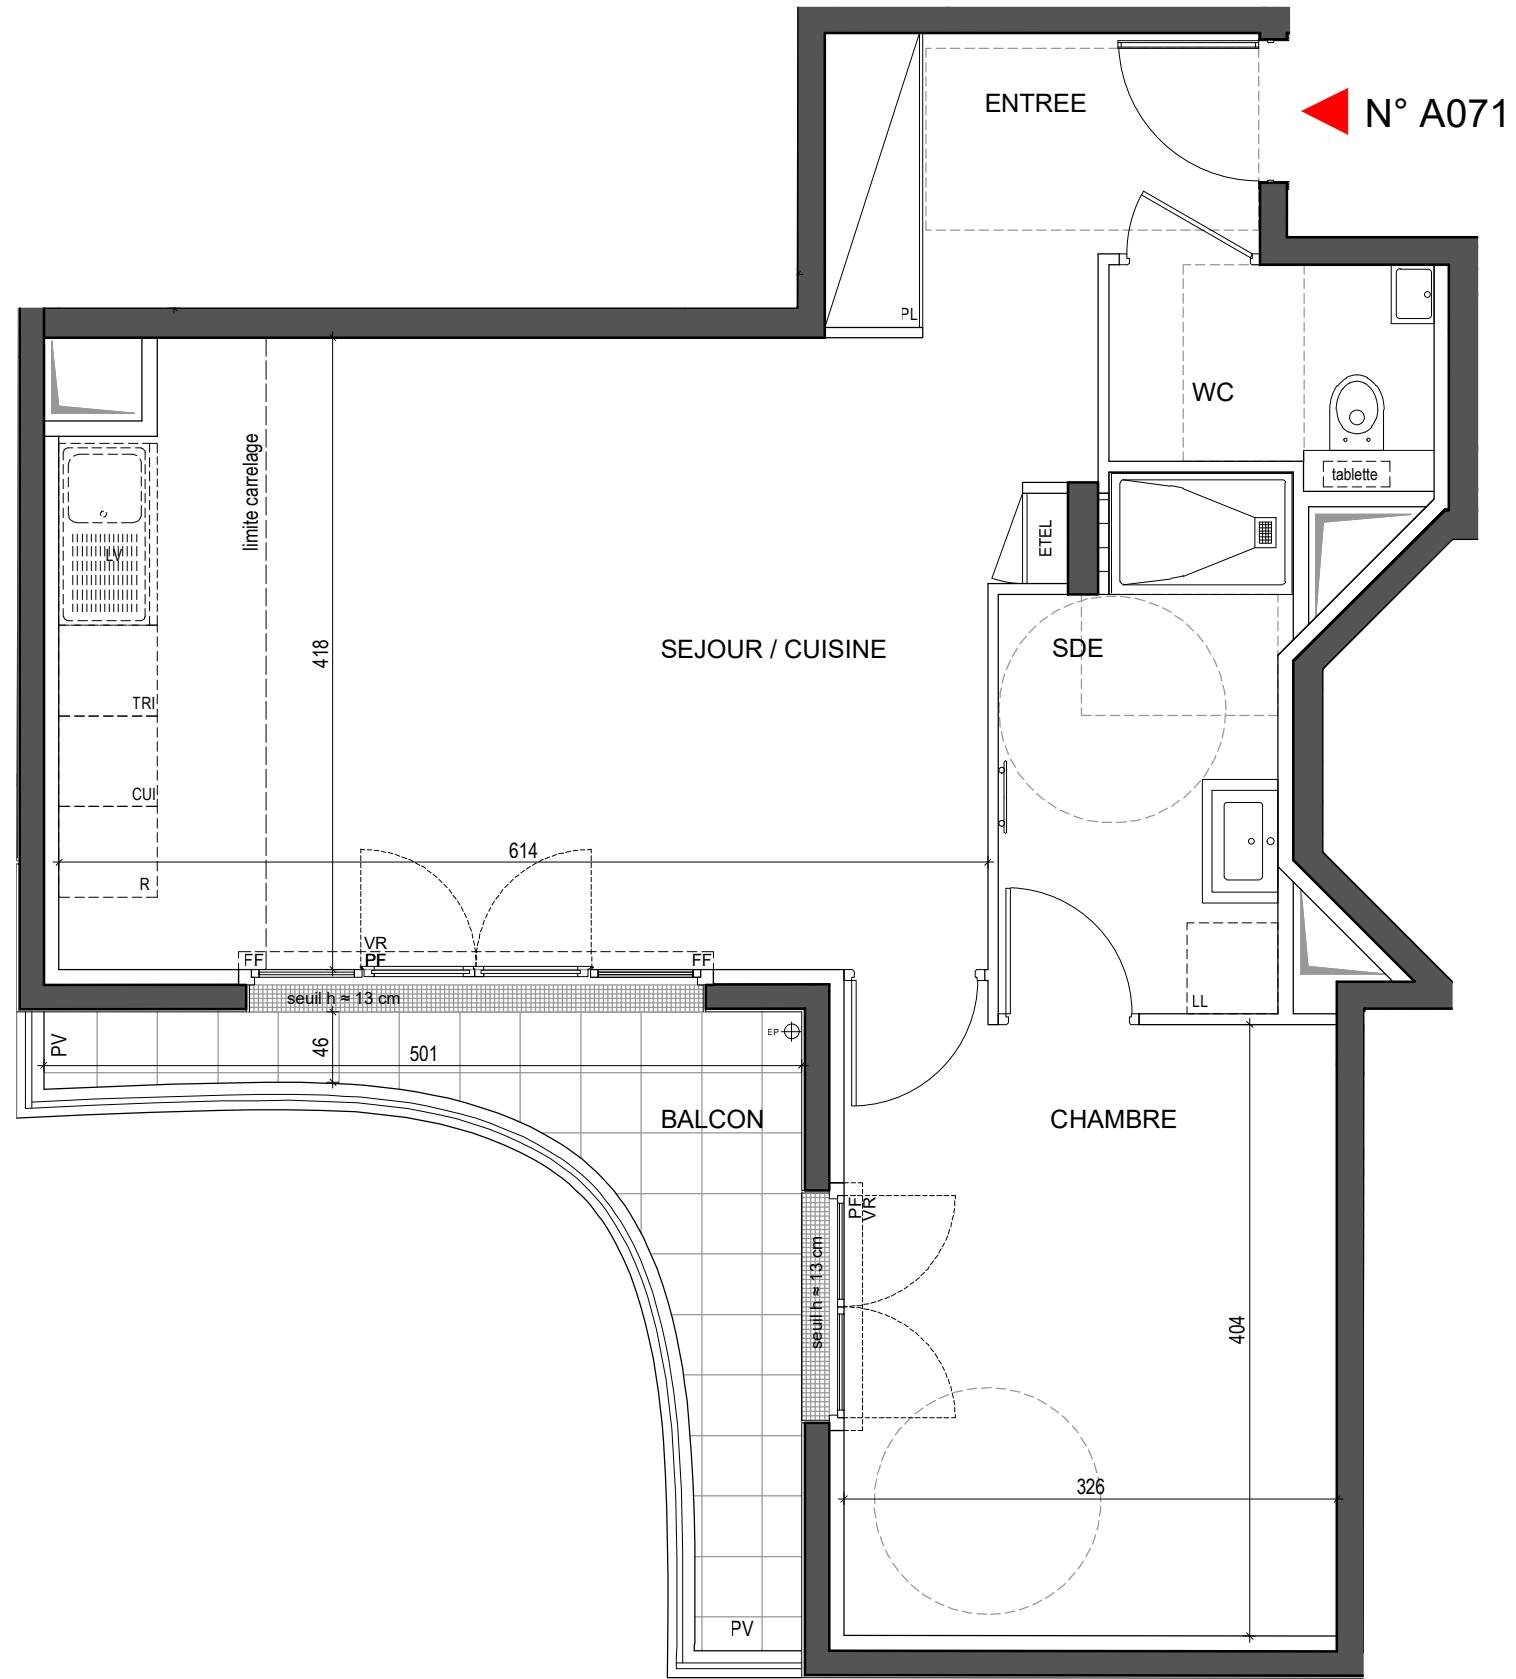 ENTREE
N° A071
PL
WC
tablette
limite carrelage
ETEL
LV
418
SEJOUR / CUISINE
SDE
TRI
CUI
614
R
VR
FF
PF
FF
seuil h ≈ 13 cm
LL
PV
46
501
EP
BALCON
CHAMBRE
PF
VR
seuil h ≈ 13 cm
404
326
PV